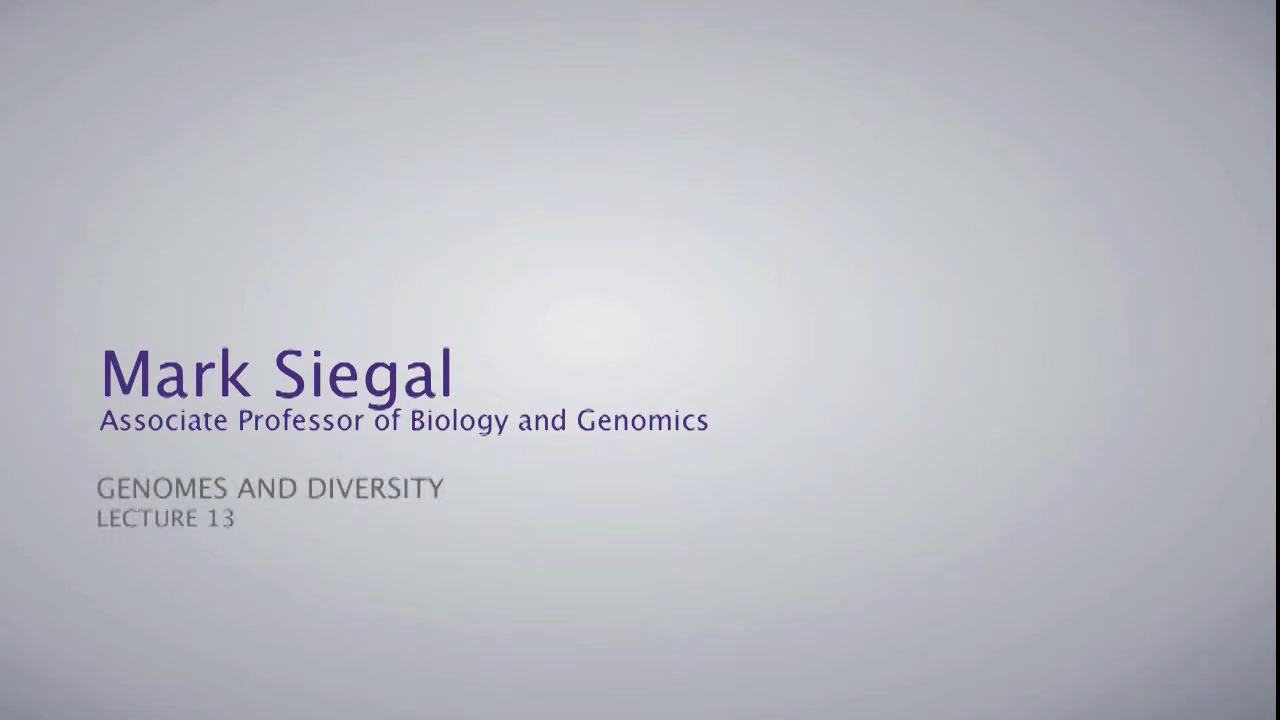 Mark Siegal
Associate Professor of Biology and Genomics
GENOMES AND DIVERSITY
LECTURE 13